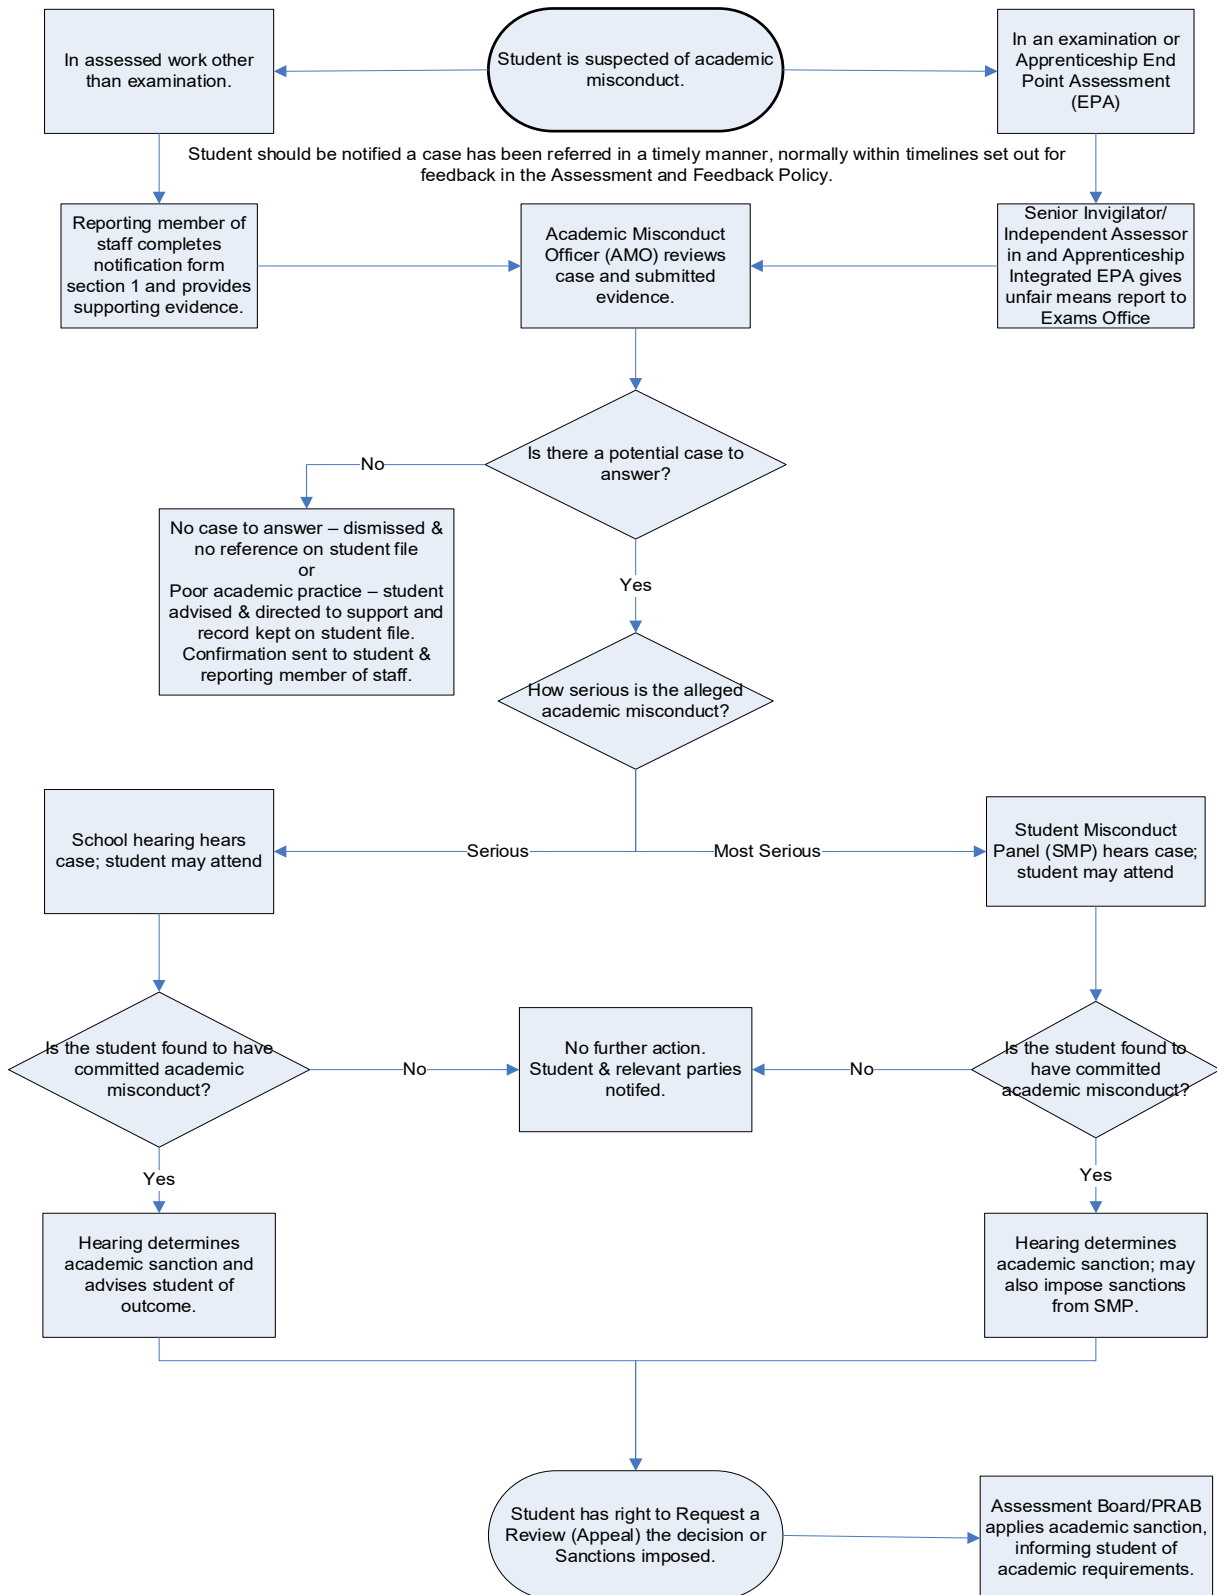 In assessed work other
than examination.
Student is suspected of academic
misconduct.
In an examination or
Apprenticeship End
Point Assessment
(EPA)
Student should be notified a case has been referred in a timely manner, normally within timelines set out for
feedback in the Assessment and Feedback Policy.
Reporting member of
staff completes
notification form
section 1 and provides
supporting evidence.
Academic Misconduct
Officer (AMO) reviews
case and submitted
evidence.
Senior Invigilator/
Independent Assessor
in and Apprenticeship
Integrated EPA gives
unfair means report to
Exams Office
Is there a potential case to
answer?
No
No case to answer – dismissed &
no reference on student file
or
Poor academic practice – student
advised & directed to support and
record kept on student file.
Confirmation sent to student &
reporting member of staff.
Yes
How serious is the alleged
academic misconduct?
School hearing hears
case; student may attend
Serious
Most Serious
Student Misconduct
Panel (SMP) hears case;
student may attend
Is the student found to have
committed academic
misconduct?
No
No further action.
Student & relevant parties
notifed.
No
Is the student found to
have committed
academic misconduct?
Yes
Yes
Hearing determines
academic sanction and
advises student of
outcome.
Hearing determines
academic sanction; may
also impose sanctions
from SMP.
Student has right to Request a
Review (Appeal) the decision or
Sanctions imposed.
Assessment Board/PRAB
applies academic sanction,
informing student of
academic requirements.